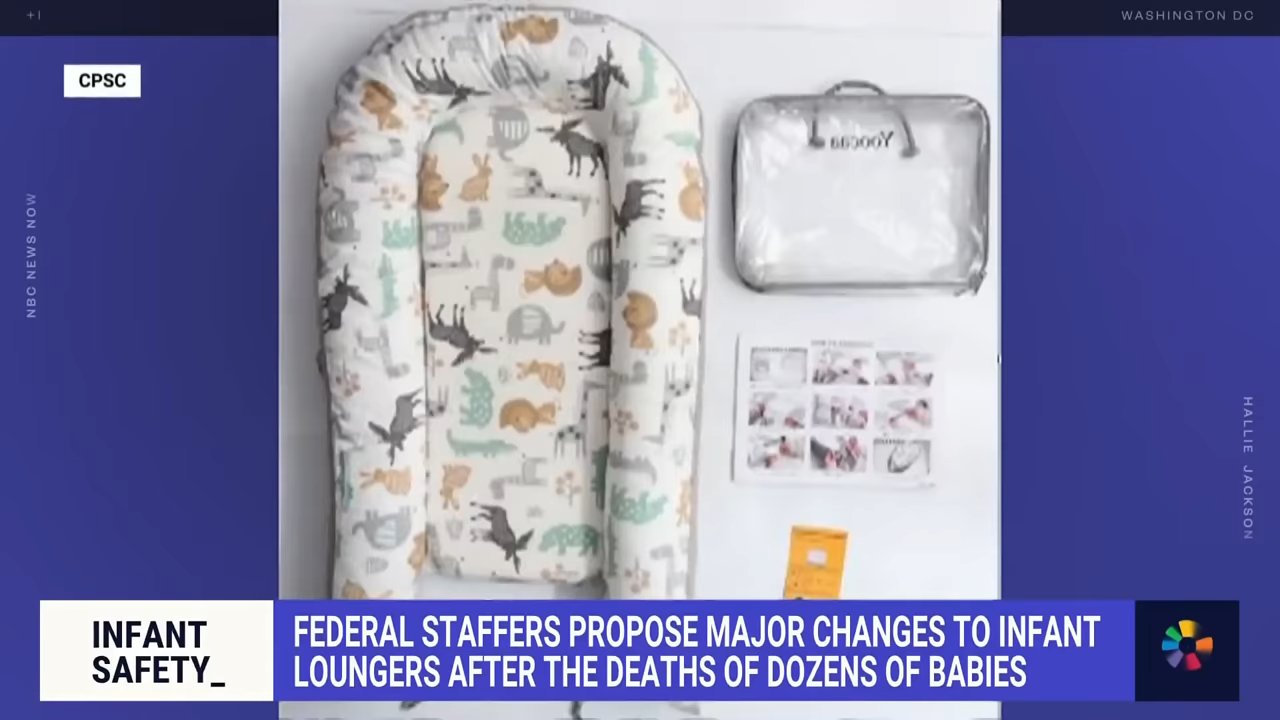 +1
WASHINGTON DC
CPSC
NBC NEWS NOW
Yoocaa
HALLIE JACKSON
INFANT
SAFETY_
FEDERAL STAFFERS PROPOSE MAJOR CHANGES TO INFANT
LOUNGERS AFTER THE DEATHS OF DOZENS OF BABIES